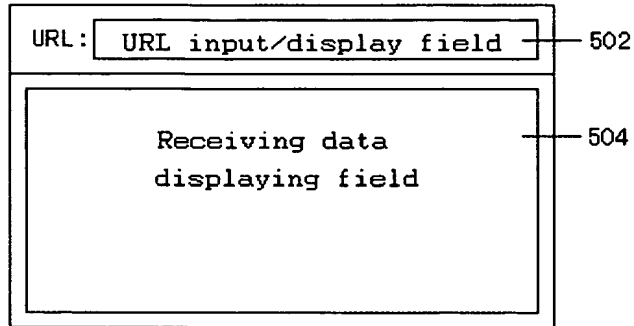 URL: URL input/display field 502
Receiving data 504
displaying field